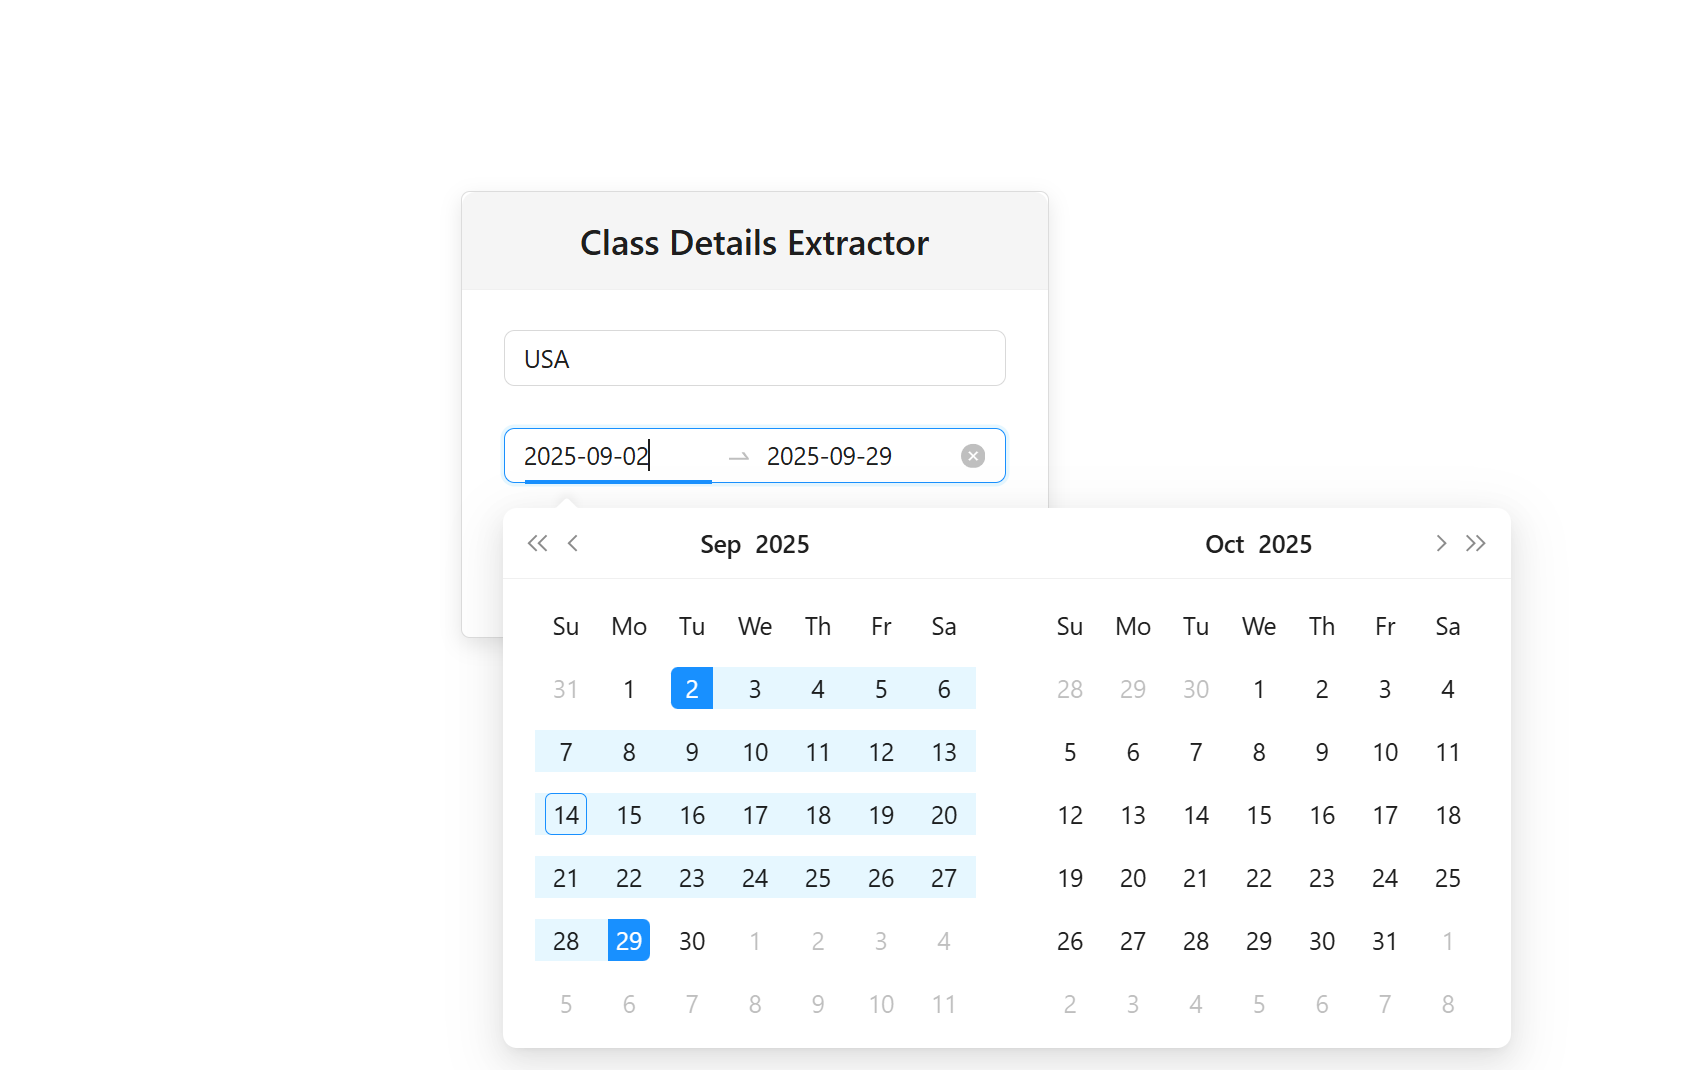 Class Details Extractor
USA
2025-09-02 → 2025-09-29
Sep 2025
Su Mo Tu We Th Fr Sa
31 1 2 3 4 5 6
7 8 9 10 11 12 13
14 15 16 17 18 19 20
21 22 23 24 25 26 27
28 29 30 1 2 3 4
5 6 7 8 9 10 11
Oct 2025
Su Mo Tu We Th Fr Sa
28 29 30 1 2 3 4
5 6 7 8 9 10 11
12 13 14 15 16 17 18
19 20 21 22 23 24 25
26 27 28 29 30 31 1
2 3 4 5 6 7 8